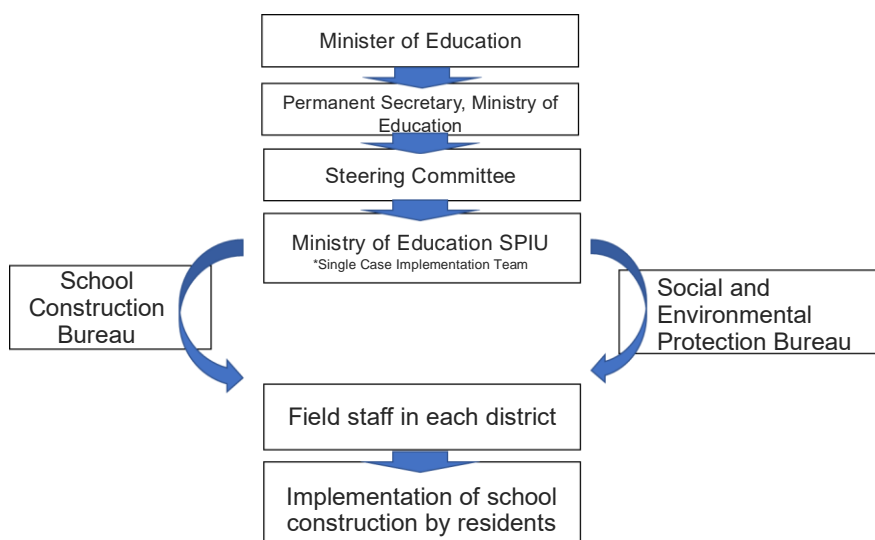 Minister of Education
Permanent Secretary, Ministry of
Education
Steering Committee
Ministry of Education SPIU
*Single Case Implementation Team
School
Construction
Bureau
Social and
Environmental
Protection Bureau
Field staff in each district
Implementation of school
construction by residents